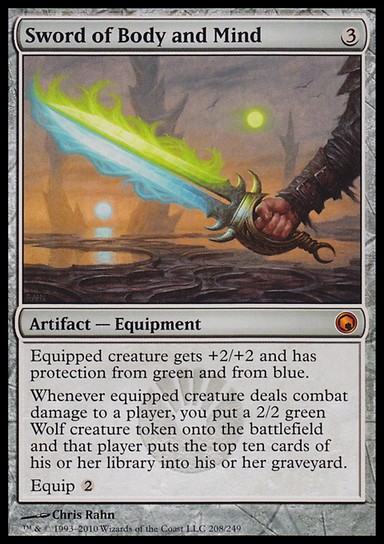 Sword of Body and Mind 3
Artifact — Equipment
Equipped creature gets +2/+2 and has
protection from green and from blue.
Whenever equipped creature deals combat
damage to a player, you put a 2/2 green
Wolf creature token onto the battlefield
and that player puts the top ten cards of
his or her library into his or her graveyard.
Equip 2
Chris Rahn
™ & © 1993–2010 Wizards of the Coast LLC 208/249